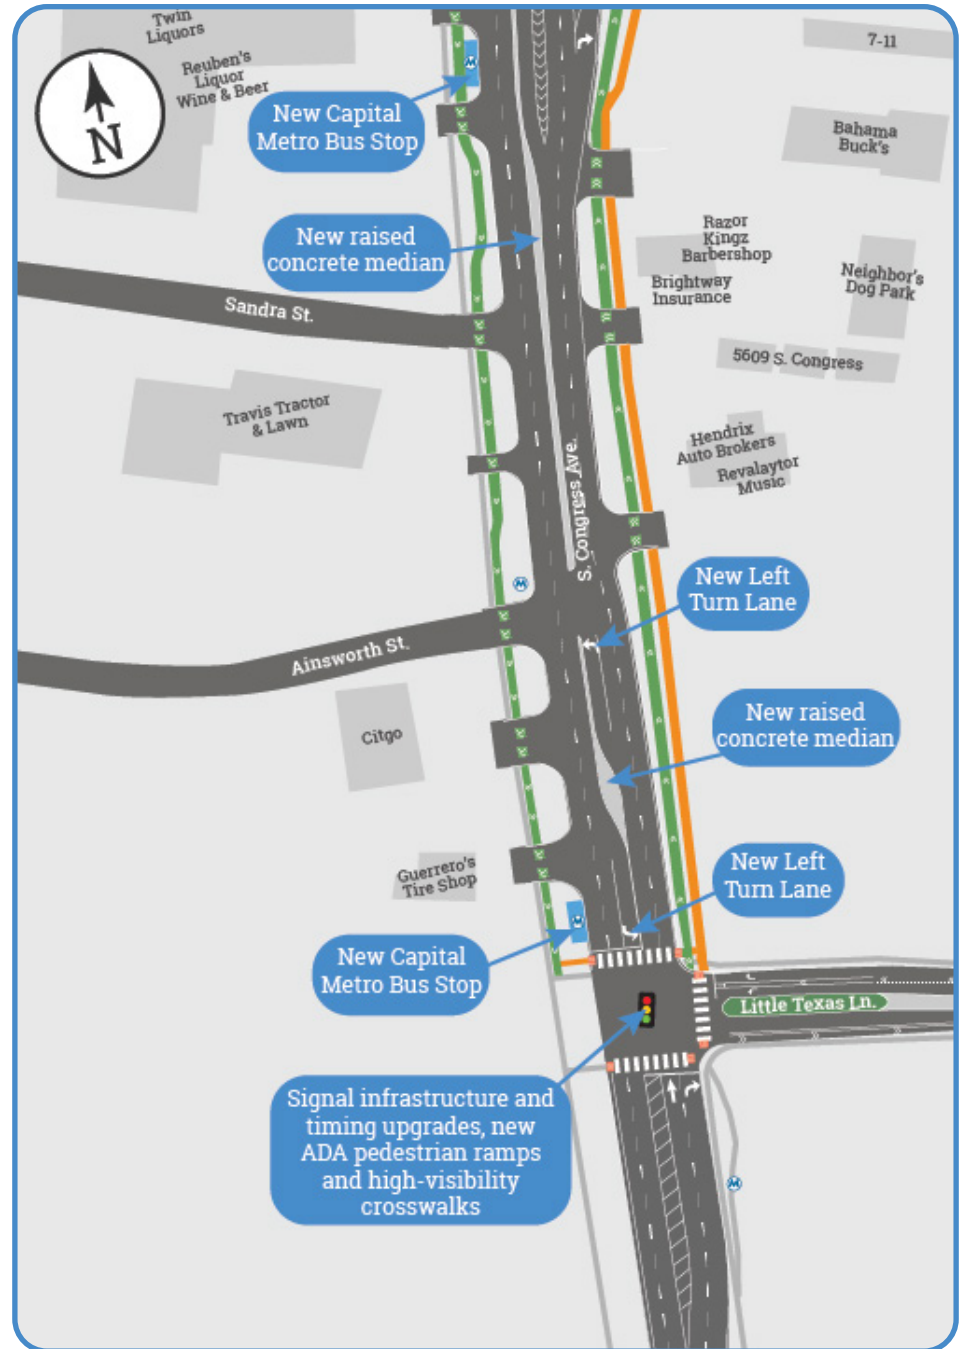 Twin
Liquors
Reuben's
Liquor
Wine & Beer
7-11
M
New Capital
Metro Bus Stop
Bahama
Buck's
N
New raised
concrete median
Razor
Kingz
Barbershop
Brightway
Insurance
Neighbor's
Dog Park
Sandra St.
5609 S. Congress
Travis Tractor
& Lawn
Hendrix
Auto Brokers
Revalaytor
Music
S. Congress Ave.
M
New Left
Turn Lane
Ainsworth St.
Citgo
New raised
concrete median
Guerrero's
Tire Shop
New Left
Turn Lane
M
New Capital
Metro Bus Stop
Little Texas Ln.
Signal infrastructure and
timing upgrades, new
ADA pedestrian ramps
and high-visibility
crosswalks
M